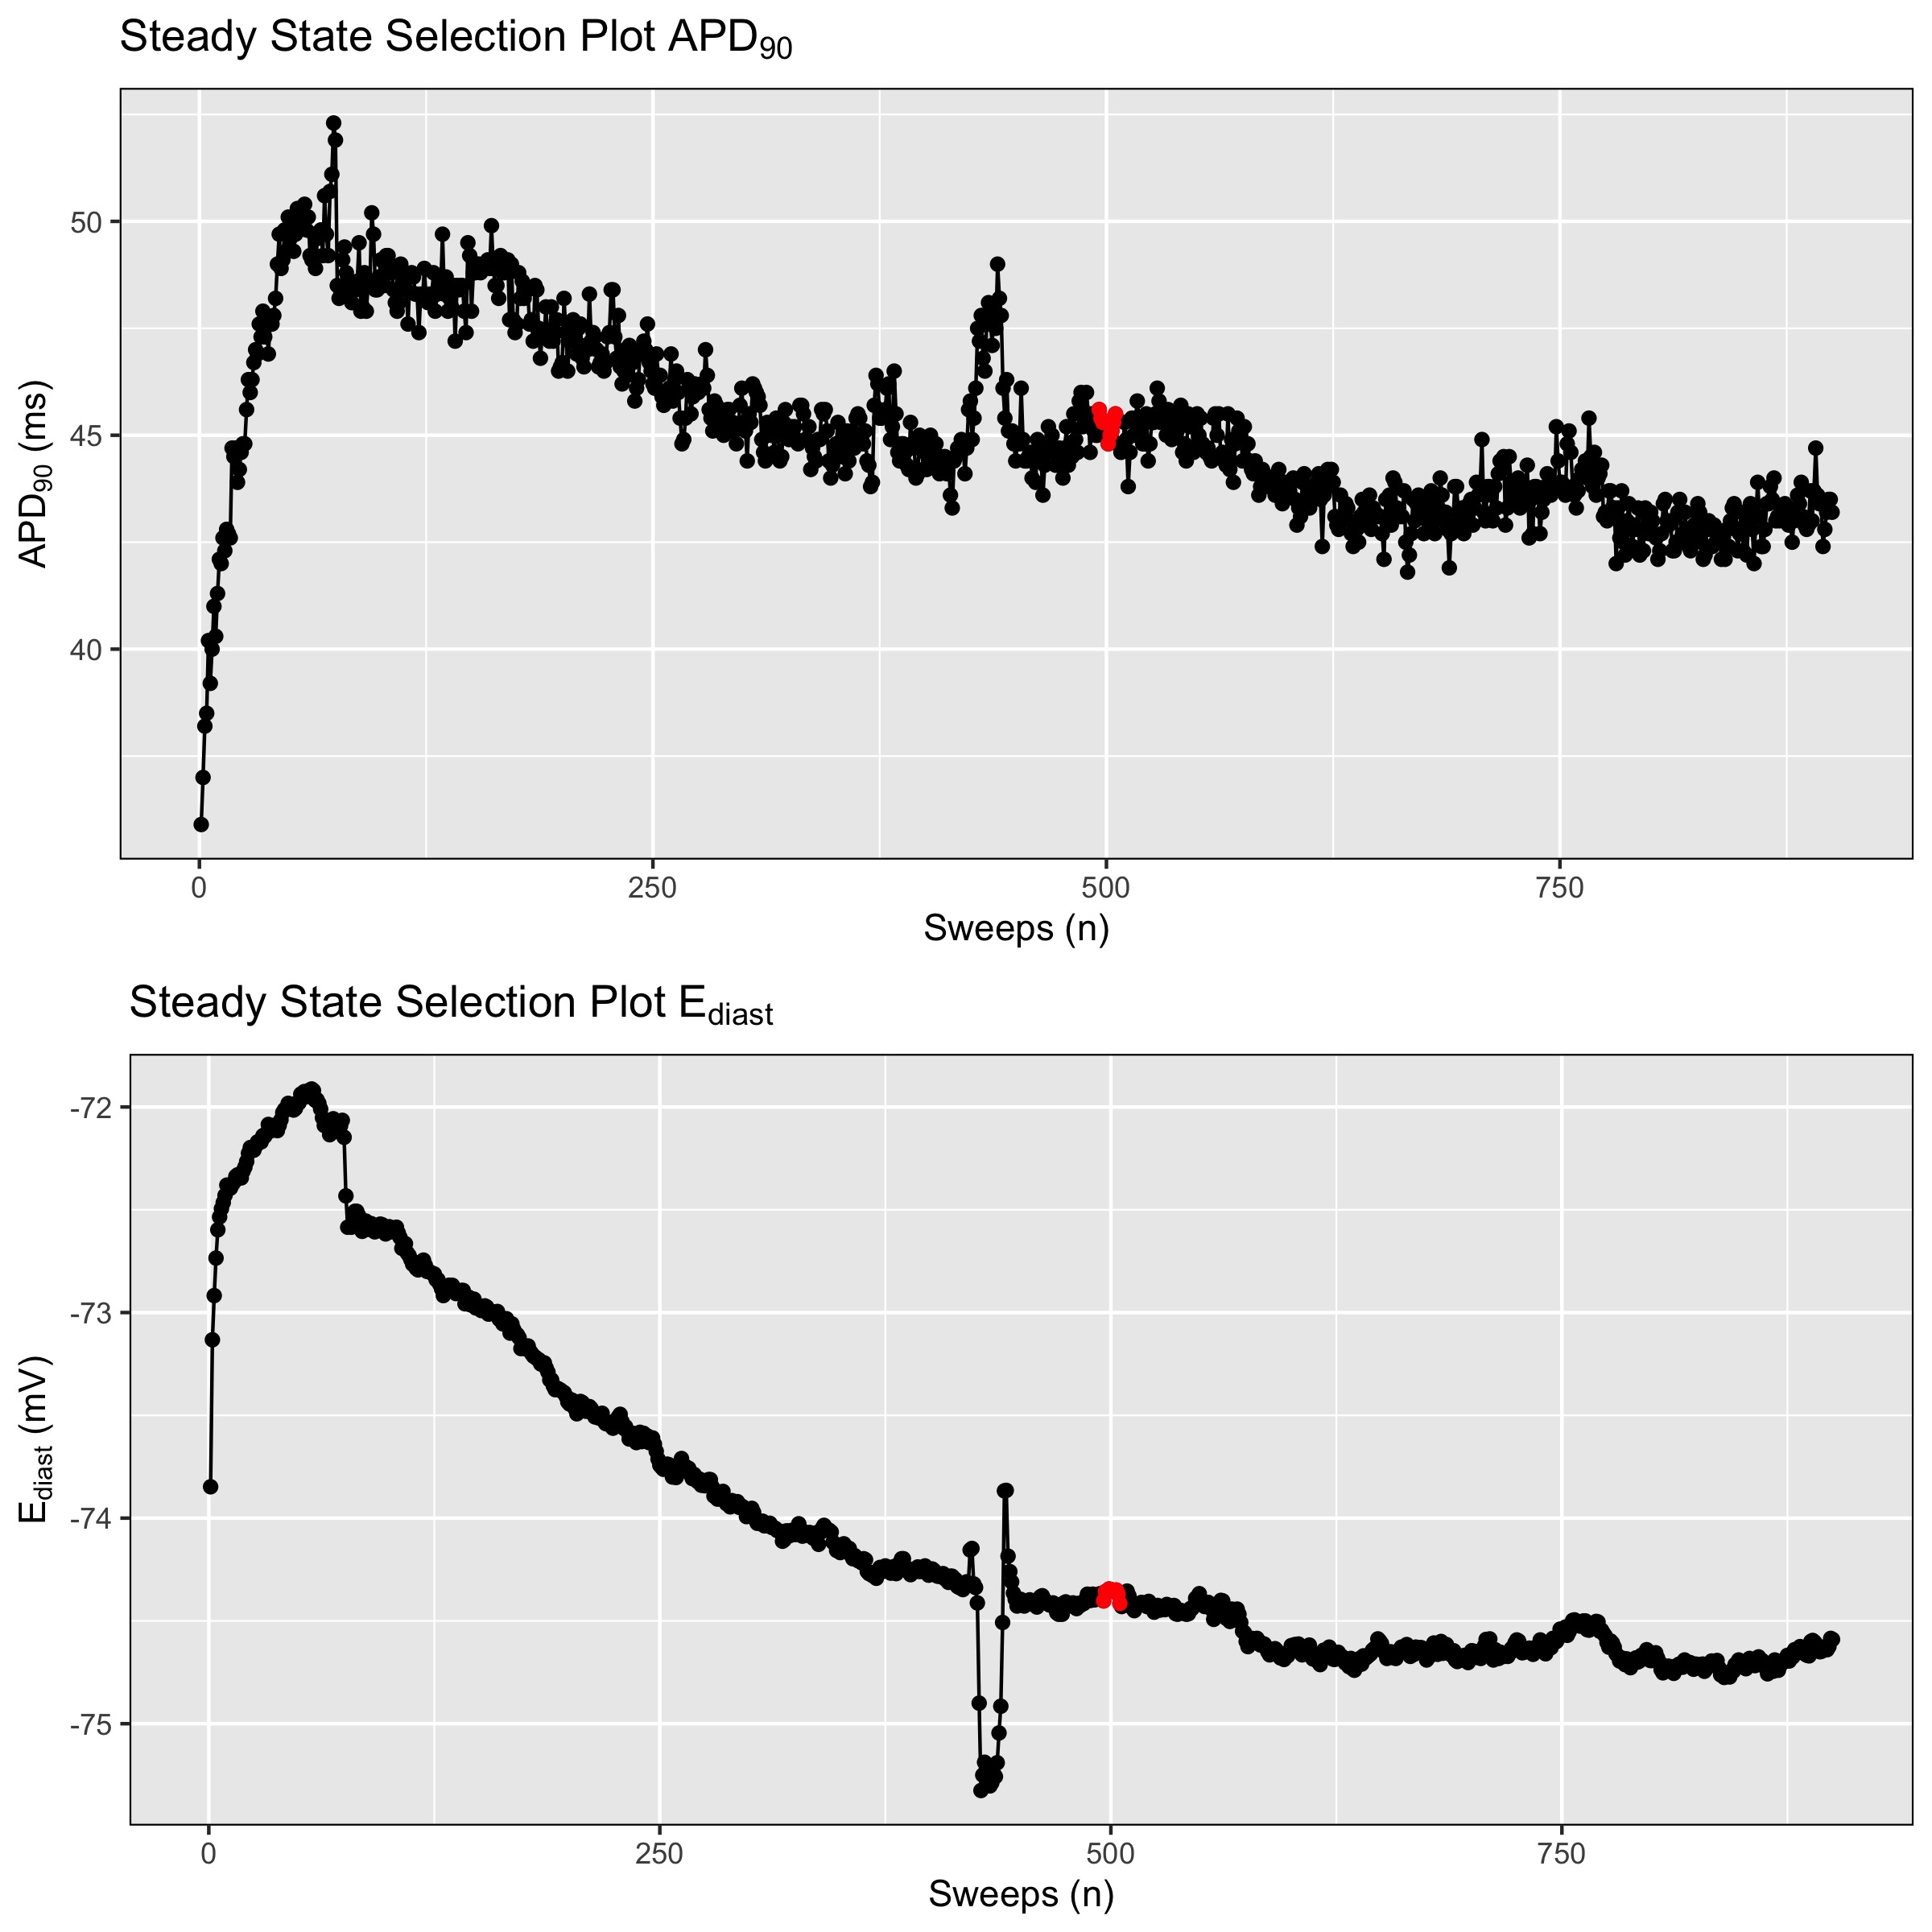 Steady State Selection Plot APD90
50
45
40
APD90 (ms)
0 250 500 750
Sweeps (n)
Steady State Selection Plot Ediast
-72
-73
-74
-75
Ediast (mV)
0 250 500 750
Sweeps (n)